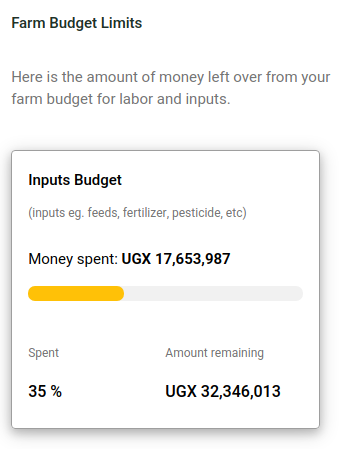 Farm Budget Limits
Here is the amount of money left over from your
farm budget for labor and inputs.
Inputs Budget
(inputs eg. feeds, fertilizer, pesticide, etc)
Money spent: UGX 17,653,987
Spent
Amount remaining
35 %
UGX 32,346,013